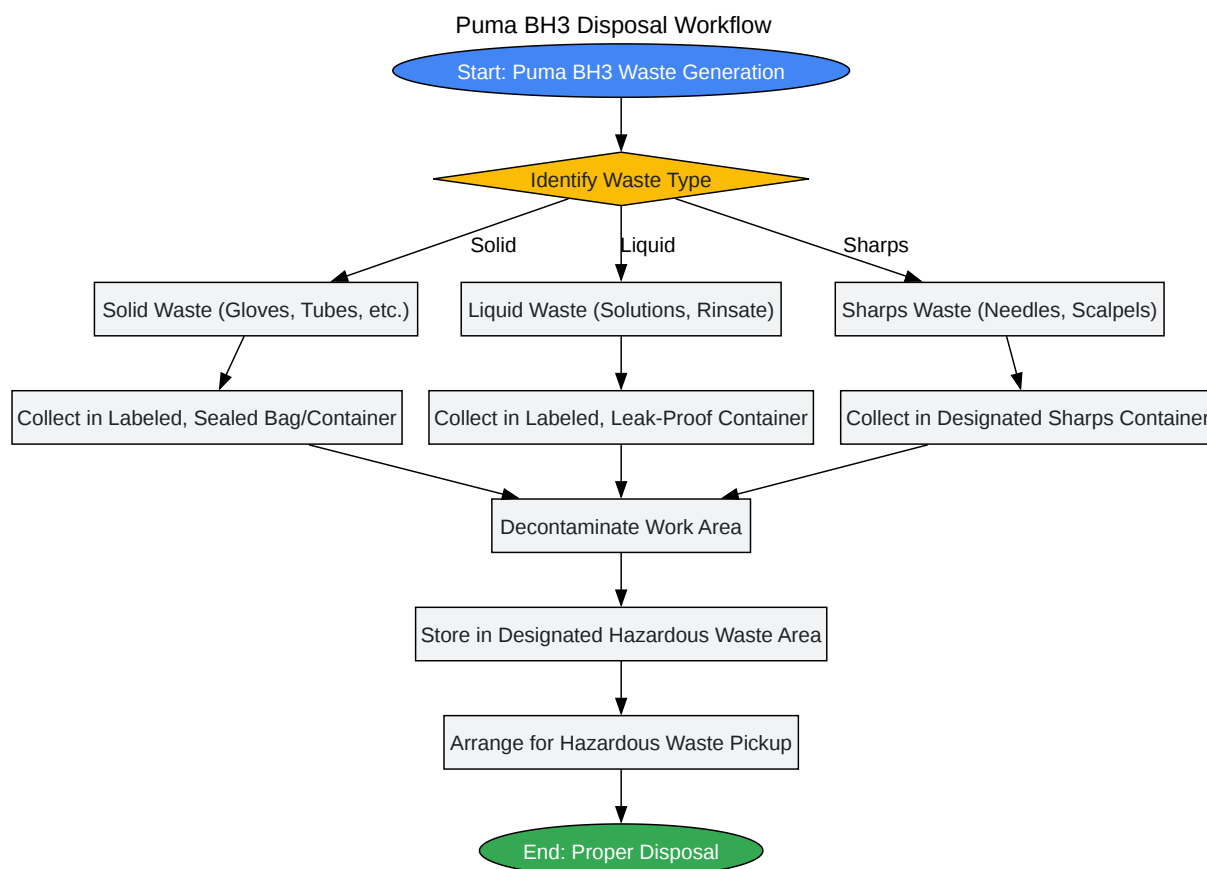 Puma BH3 Disposal Workflow
Start: Puma BH3 Waste Generation
Identify Waste Type
Solid
Liquid
Sharps
Solid Waste (Gloves, Tubes, etc.)
Liquid Waste (Solutions, Rinsate)
Sharps Waste (Needles, Scalpels)
Collect in Labeled, Sealed Bag/Container
Collect in Labeled, Leak-Proof Container
Collect in Designated Sharps Container
Decontaminate Work Area
Store in Designated Hazardous Waste Area
Arrange for Hazardous Waste Pickup
End: Proper Disposal